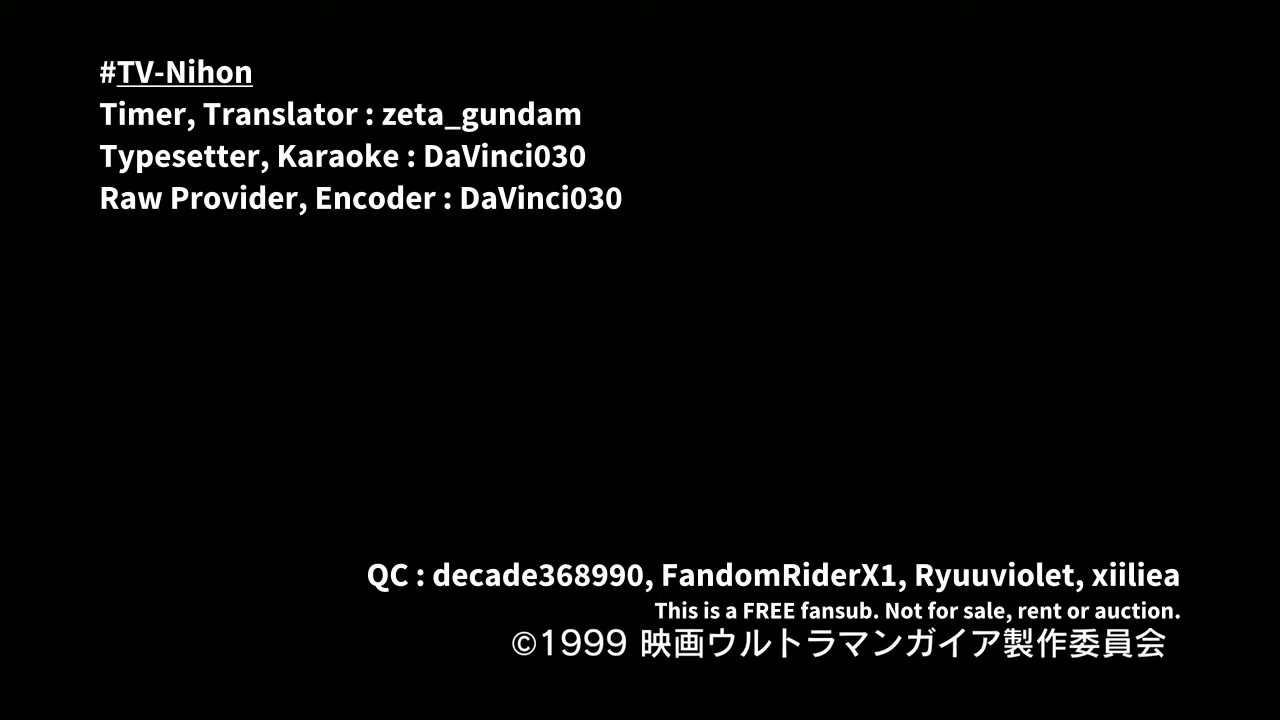 #TV-Nihon
Timer, Translator : zeta_gundam
Typesetter, Karaoke : DaVinci030
Raw Provider, Encoder : DaVinci030
QC : decade368990, FandomRiderX1, Ryuuviolet, xiiliea
This is a FREE fansub. Not for sale, rent or auction.
©1999 映画ウルトラマンガイア製作委員会